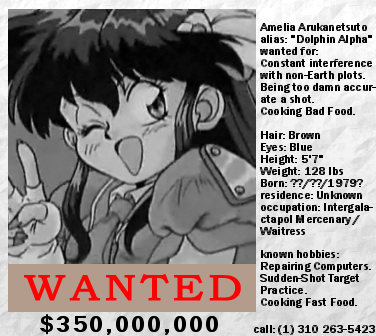 Amelia Arukanetsuto
alias: "Dolphin Alpha"
wanted for:
Constant interference
with non-Earth plots.
Being too damn accur-
ate a shot.
Cooking Bad Food.
Hair: Brown
Eyes: Blue
Height: 5'7"
Weight: 128 lbs
Born: ??/??/1979?
residence: Unknown
occupation: Intergala-
ctapol Mercenary/
Waitress
known hobbies:
Repairing Computers.
Sudden-Shot Target
Practice.
Cooking Fast Food.
WANTED
$350,000,000
call: (1) 310 263-5423